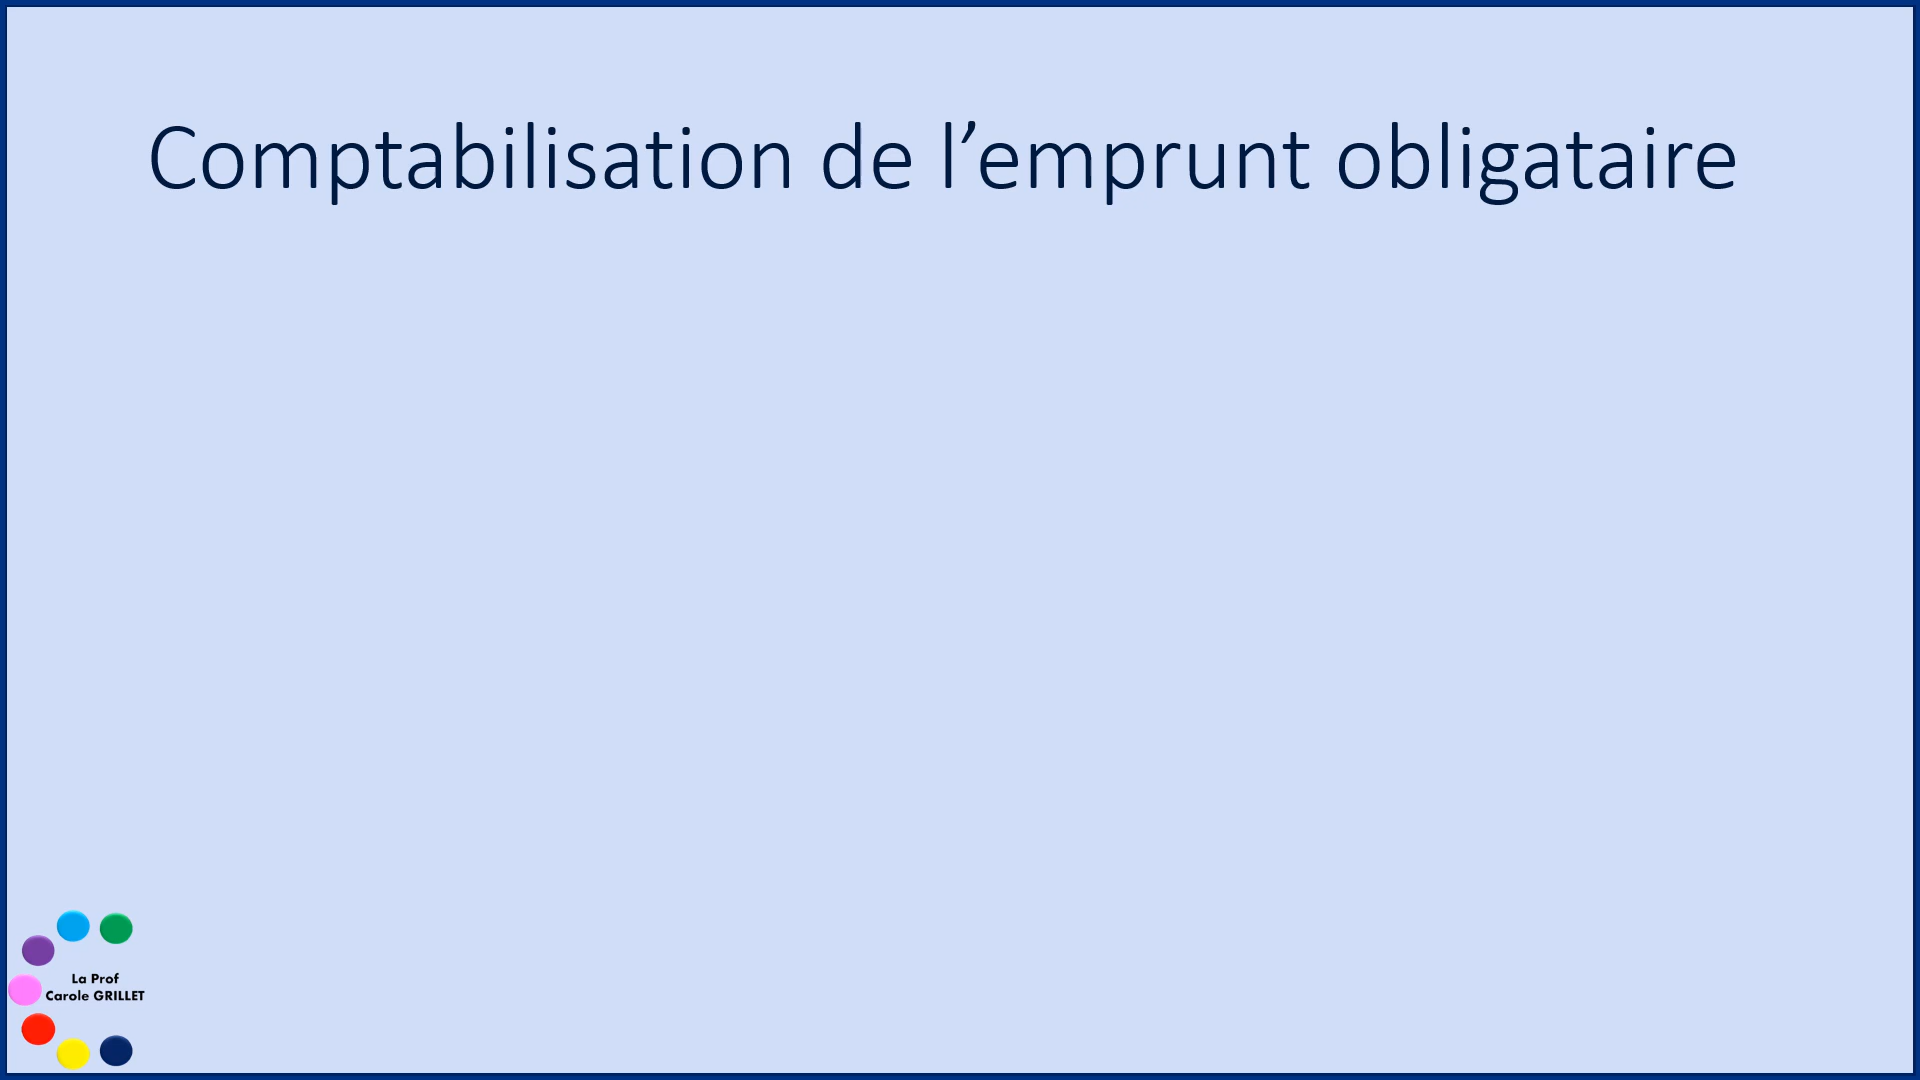 Comptabilisation de l’emprunt obligataire
La Prof
Carole GRILLET